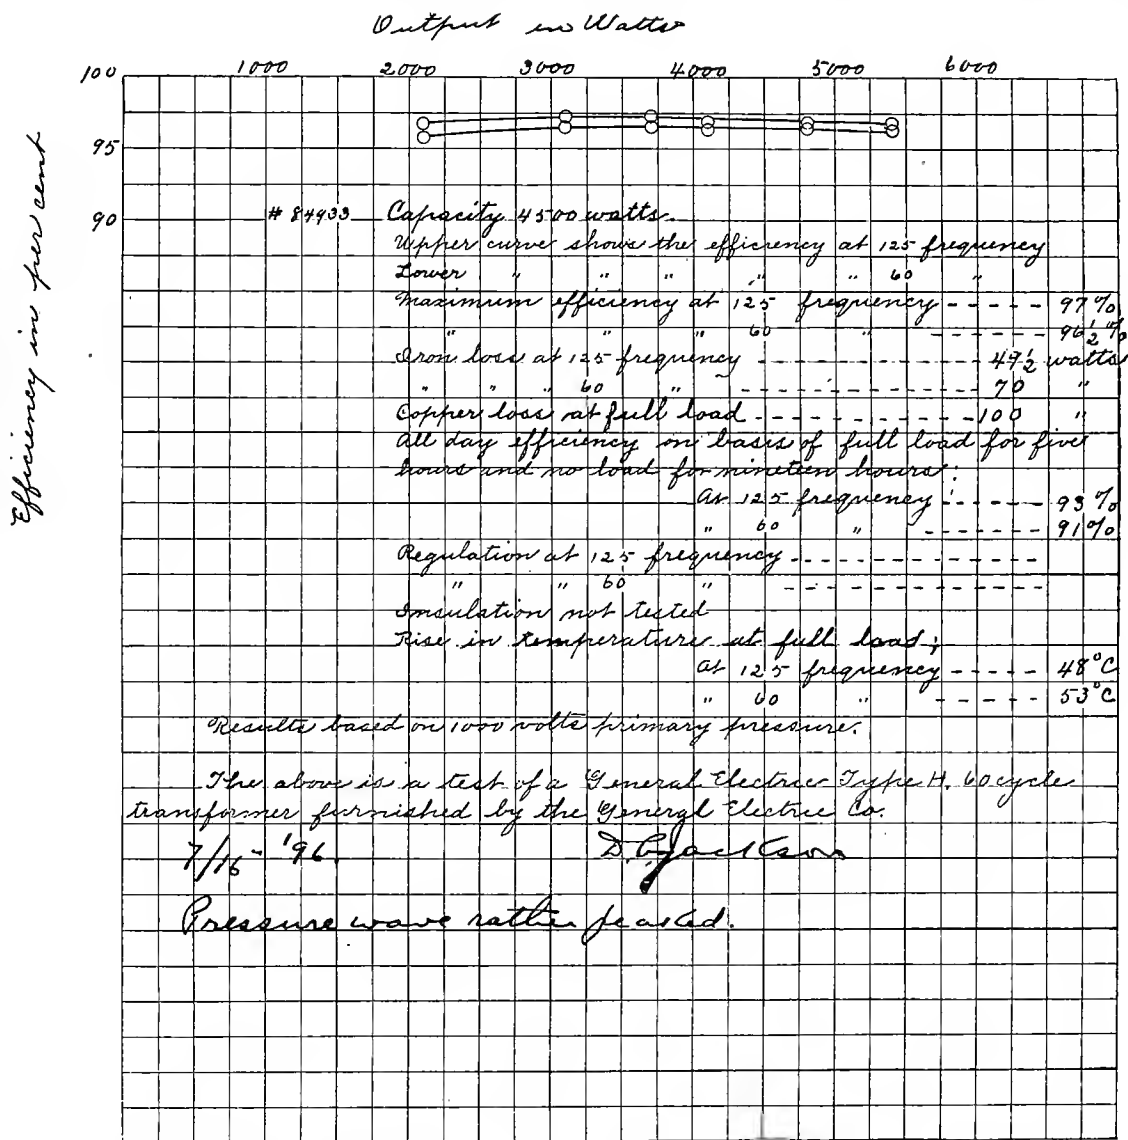 Output in Watts
1000 2000 3000 4000 5000 6000
100
95
90
Efficiency in per cent
# 84933 Capacity 4500 watts.
Upper curve shows the efficiency at 125 frequency
Lower " " " " " 60 "
Maximum efficiency at 125 frequency ----- 97%
" " " 60 " ------ 96½%
Iron loss at 125 frequency ---------- 49½ watts
" " " 60 " ---------- 70 "
Copper loss at full load ---------- 100 "
All day efficiency on basis of full load for five
hours and no load for nineteen hours:
At 125 frequency ------ 93%
" 60 " ------ 91%
Regulation at 125 frequency ------------
" " 60 " ------------
Insulation not tested
Rise in temperature at full load;
At 125 frequency ----- 48°C
" 60 " ----- 53°C
Results based on 1000 volts primary pressure.
The above is a test of a General Electric Type H. 60 cycle
transformer furnished by the General Electric Co.
7/16 - '96. D.C. Jackson
Pressure wave rather peaked.